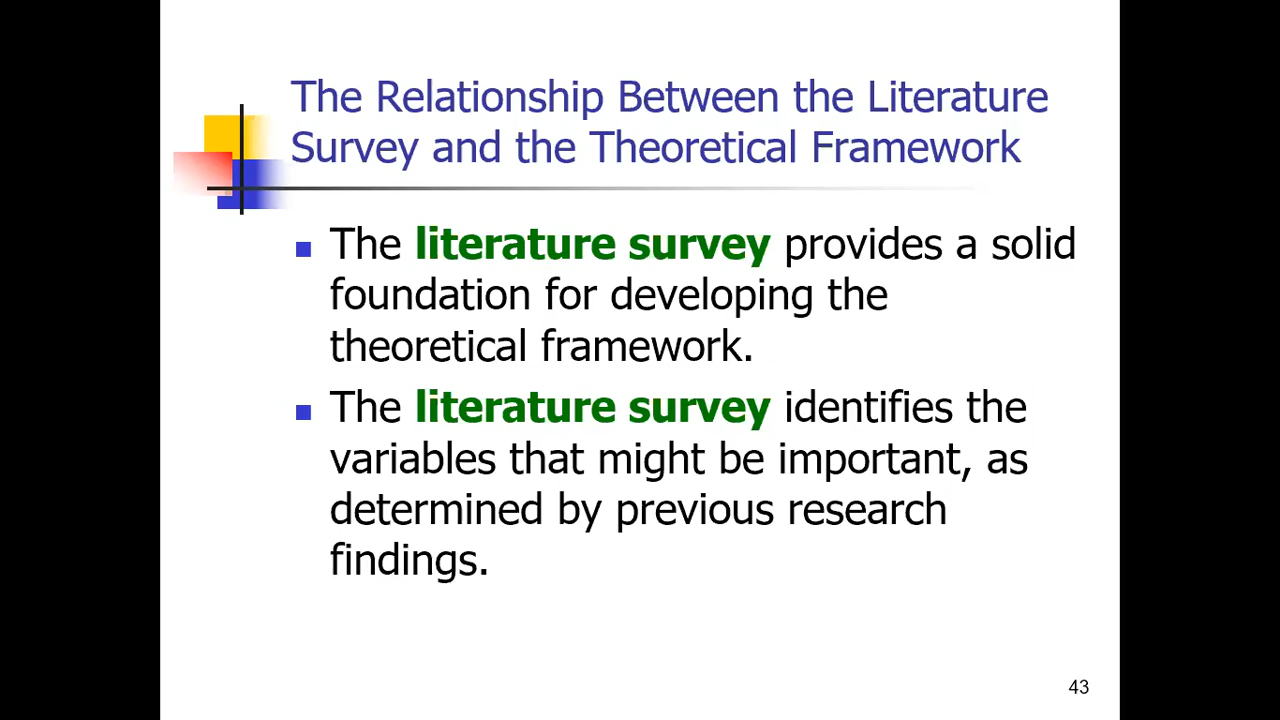 The Relationship Between the Literature
Survey and the Theoretical Framework
The literature survey provides a solid
foundation for developing the
theoretical framework.
The literature survey identifies the
variables that might be important, as
determined by previous research
findings.
43